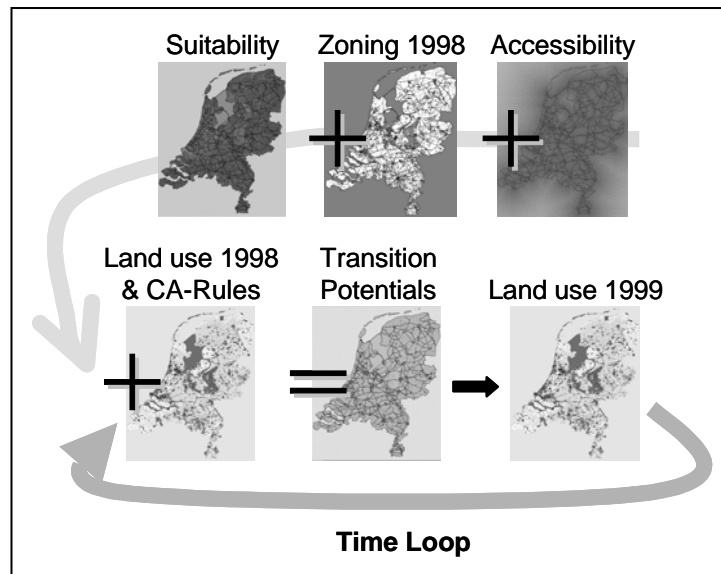 Suitability
Zoning 1998
Accessibility
Land use 1998
& CA-Rules
Transition
Potentials
Land use 1999
Time Loop